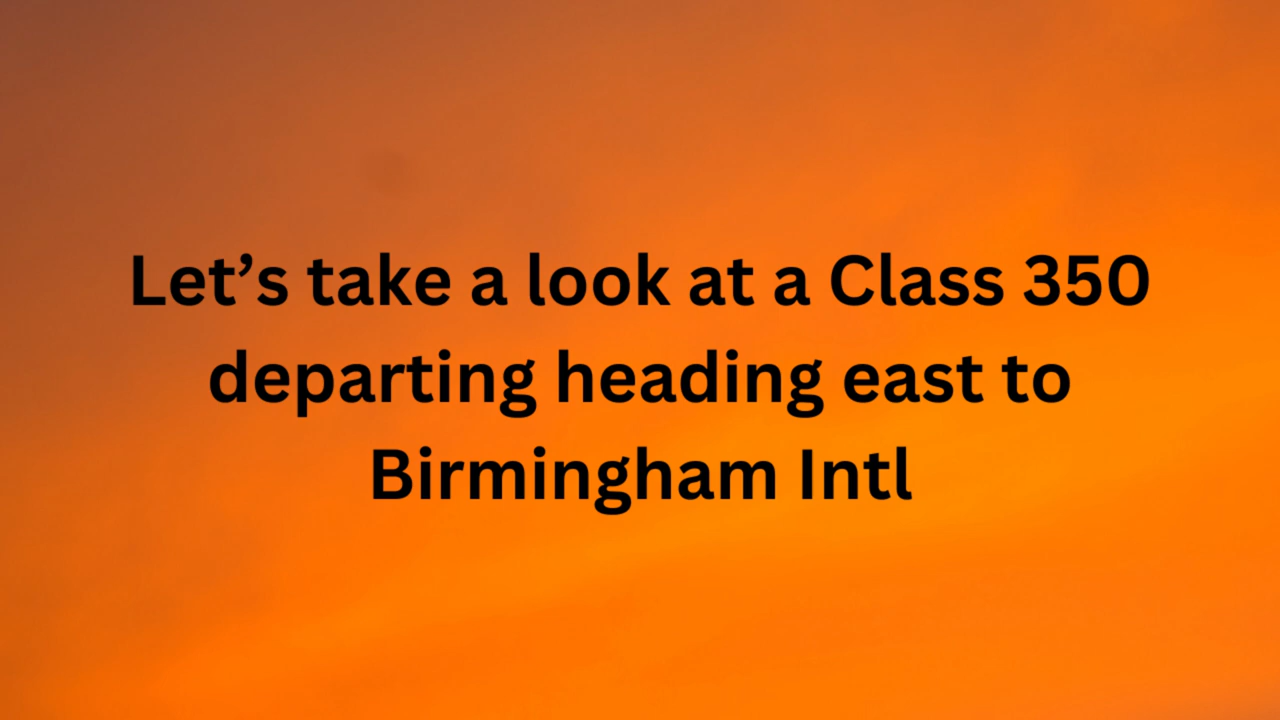 Let’s take a look at a Class 350
departing heading east to
Birmingham Intl